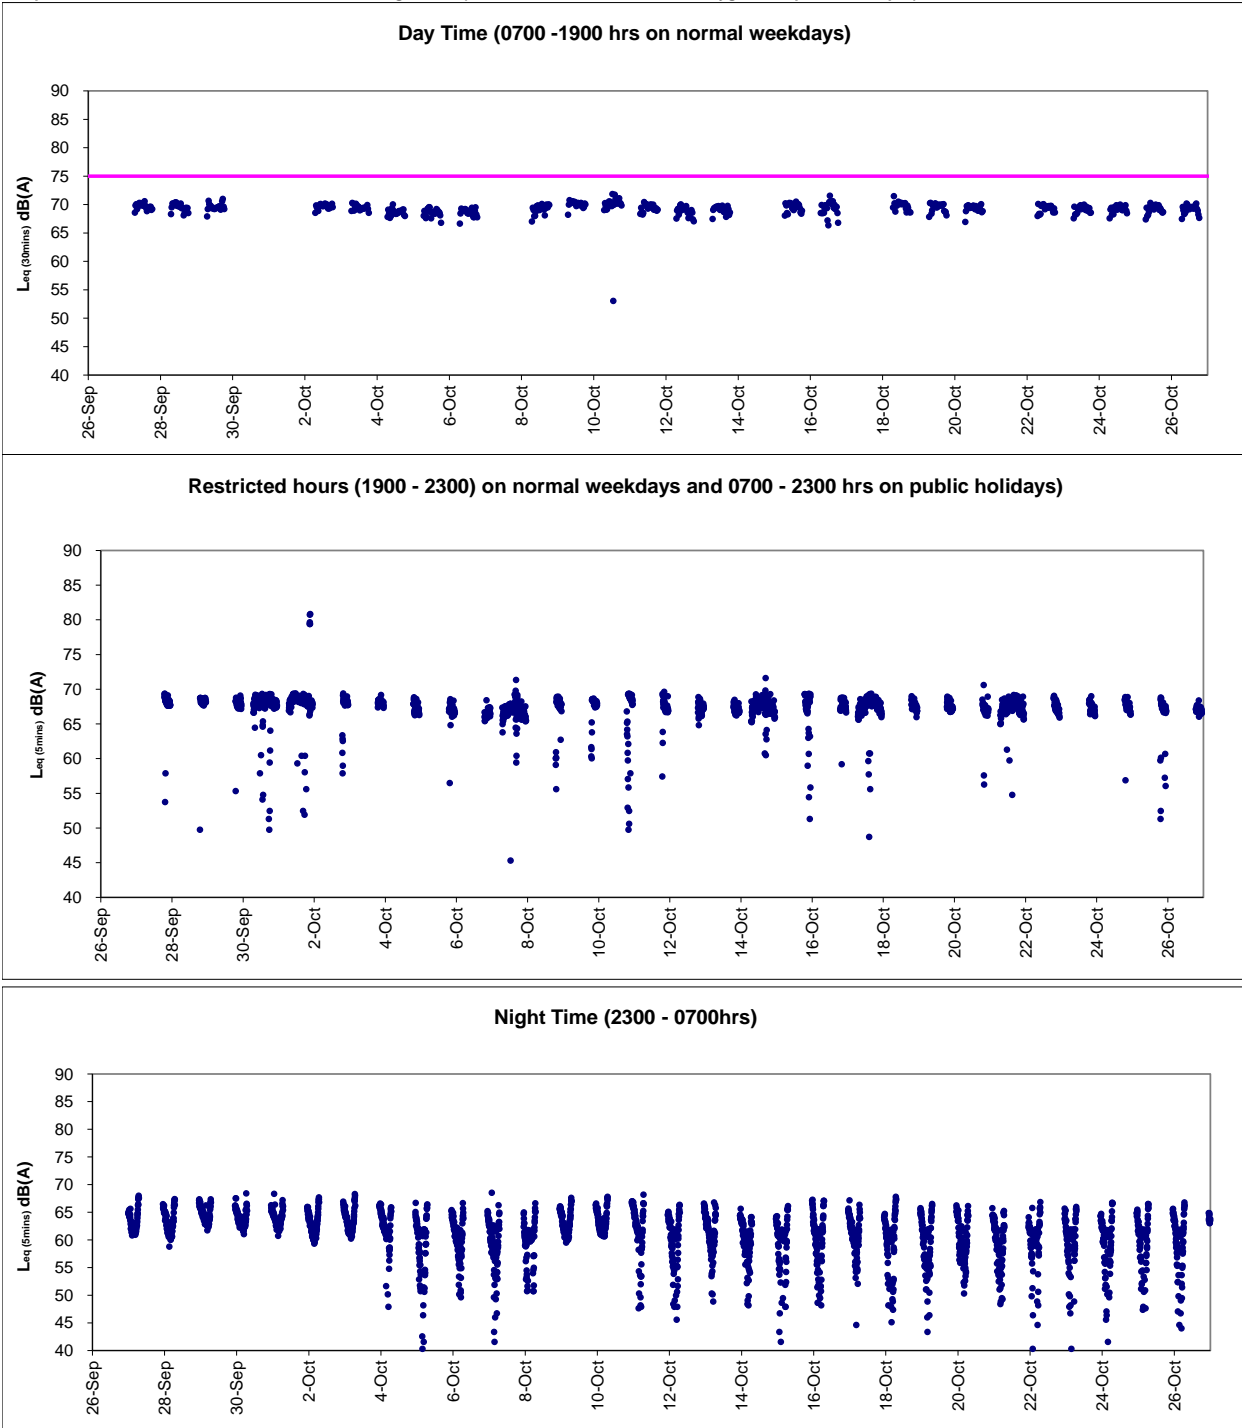 Day Time (0700 -1900 hrs on normal weekdays)
90
85
80
75
70
65
60
55
50
45
40
Leq (30mins) dB(A)
26-Sep
28-Sep
30-Sep
2-Oct
4-Oct
6-Oct
8-Oct
10-Oct
12-Oct
14-Oct
16-Oct
18-Oct
20-Oct
22-Oct
24-Oct
26-Oct
Restricted hours (1900 - 2300) on normal weekdays and 0700 - 2300 hrs on public holidays)
90
85
80
75
70
65
60
55
50
45
40
Leq (5mins) dB(A)
26-Sep
28-Sep
30-Sep
2-Oct
4-Oct
6-Oct
8-Oct
10-Oct
12-Oct
14-Oct
16-Oct
18-Oct
20-Oct
22-Oct
24-Oct
26-Oct
Night Time (2300 - 0700hrs)
90
85
80
75
70
65
60
55
50
45
40
Leq (5mins) dB(A)
26-Sep
28-Sep
30-Sep
2-Oct
4-Oct
6-Oct
8-Oct
10-Oct
12-Oct
14-Oct
16-Oct
18-Oct
20-Oct
22-Oct
24-Oct
26-Oct